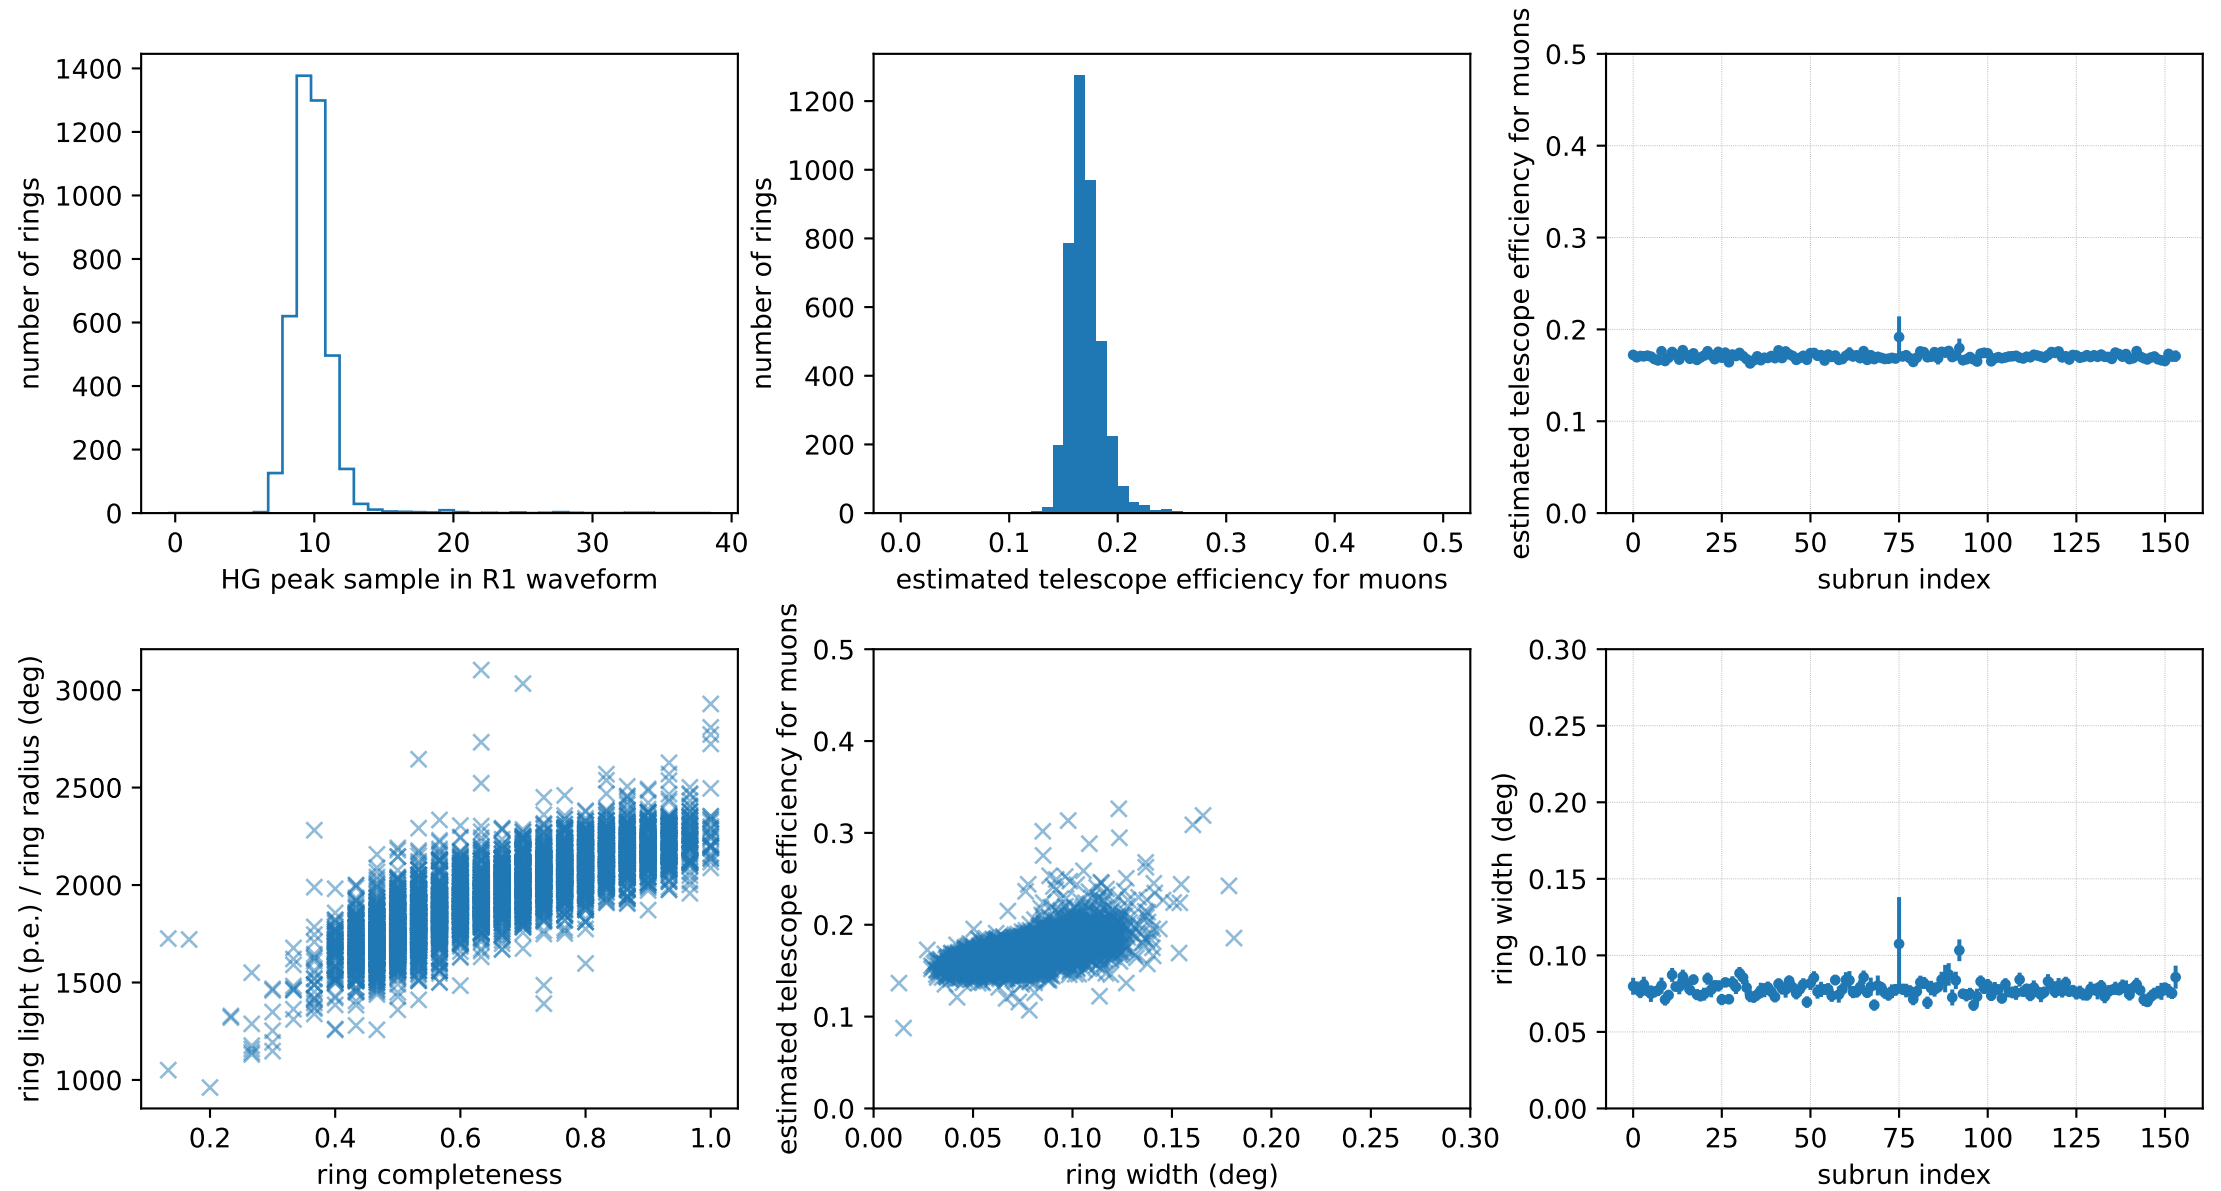 number of rings
1400
1200
1000
800
600
400
200
0
0 10 20 30 40
HG peak sample in R1 waveform
number of rings
1200
1000
800
600
400
200
0
0.0 0.1 0.2 0.3 0.4 0.5
estimated telescope efficiency for muons
estimated telescope efficiency for muons
0.5
0.4
0.3
0.2
0.1
0.0
0 25 50 75 100 125 150
subrun index
ring light (p.e.) / ring radius (deg)
3000
2500
2000
1500
1000
0.2 0.4 0.6 0.8 1.0
ring completeness
estimated telescope efficiency for muons
0.5
0.4
0.3
0.2
0.1
0.0
0.00 0.05 0.10 0.15 0.20 0.25 0.30
ring width (deg)
ring width (deg)
0.30
0.25
0.20
0.15
0.10
0.05
0.00
0 25 50 75 100 125 150
subrun index